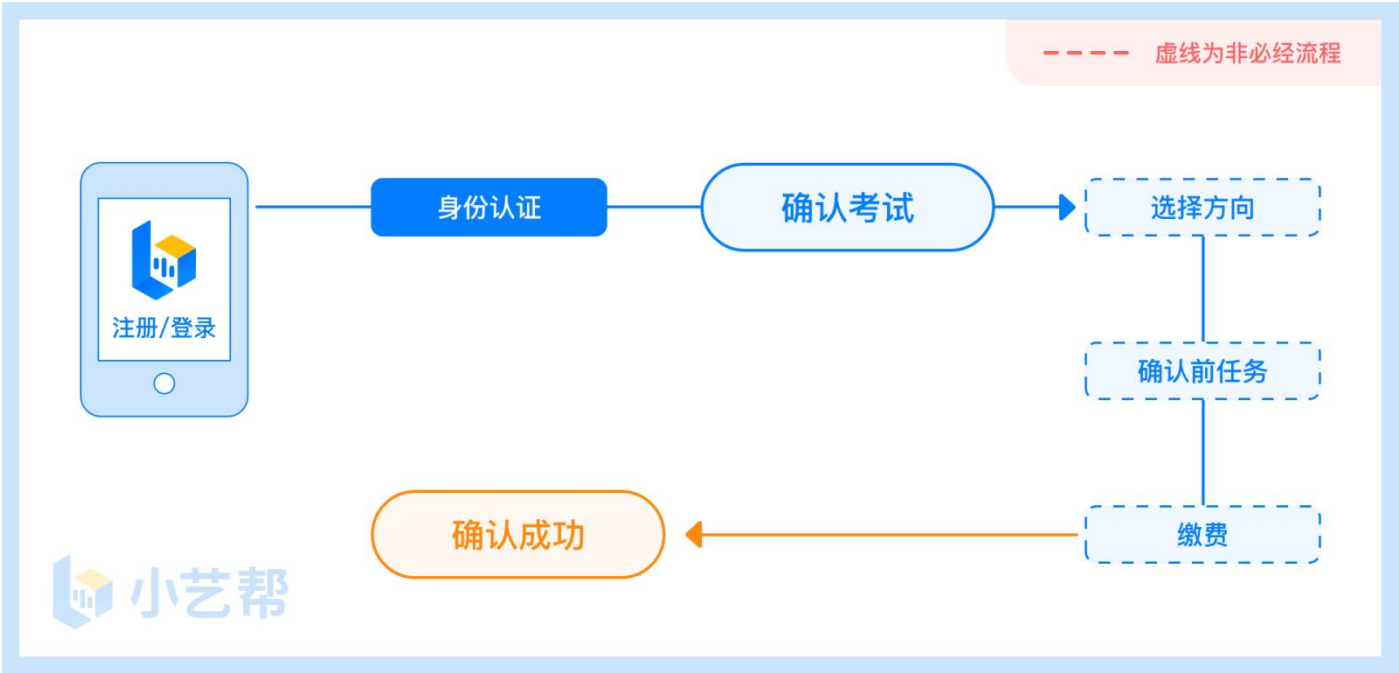 虚线为非必经流程
身份认证
确认考试
选择方向
注册/登录
确认前任务
确认成功
缴费
小艺帮